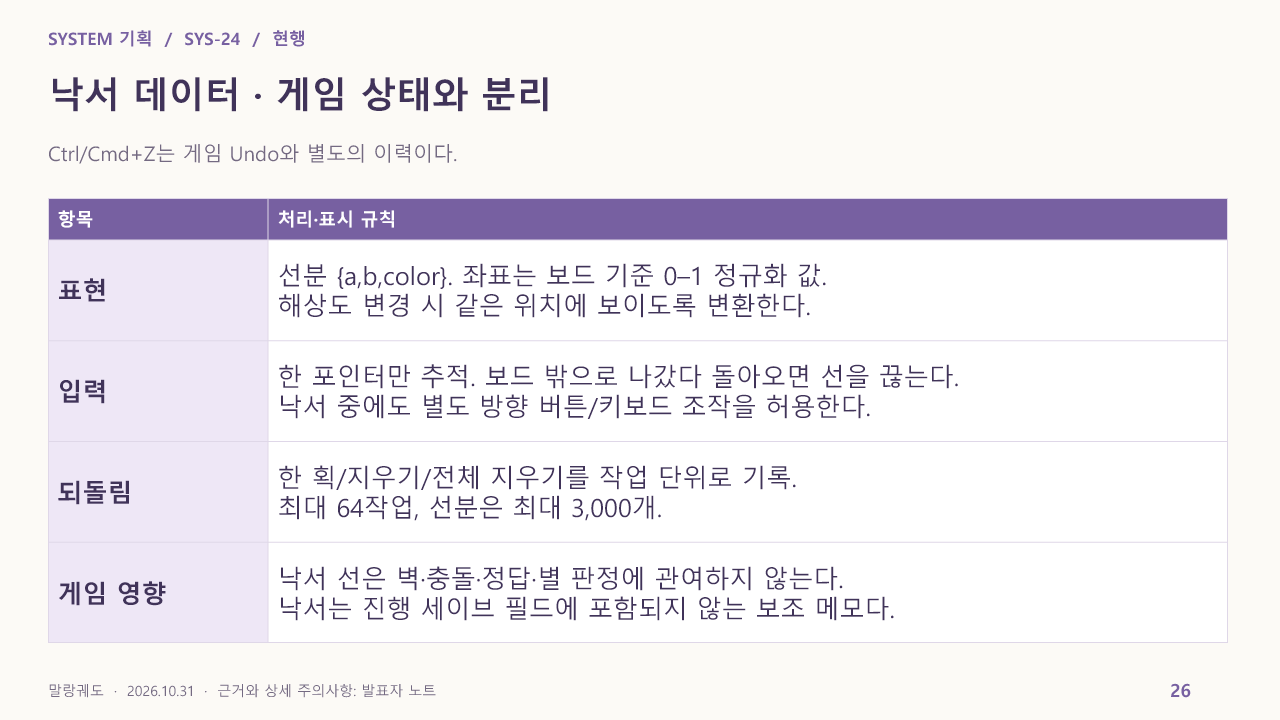 SYSTEM 기획 / SYS-24 / 현행
낙서 데이터 · 게임 상태와 분리
Ctrl/Cmd+Z는 게임 Undo와 별도의 이력이다.
항목
처리·표시 규칙
표현
선분 {a,b,color}. 좌표는 보드 기준 0–1 정규화 값.
해상도 변경 시 같은 위치에 보이도록 변환한다.
입력
한 포인터만 추적. 보드 밖으로 나갔다 돌아오면 선을 끊는다.
낙서 중에도 별도 방향 버튼/키보드 조작을 허용한다.
되돌림
한 획/지우기/전체 지우기를 작업 단위로 기록.
최대 64작업, 선분은 최대 3,000개.
게임 영향
낙서 선은 벽·충돌·정답·별 판정에 관여하지 않는다.
낙서는 진행 세이브 필드에 포함되지 않는 보조 메모다.
말랑궤도 · 2026.10.31 · 근거와 상세 주의사항: 발표자 노트
26